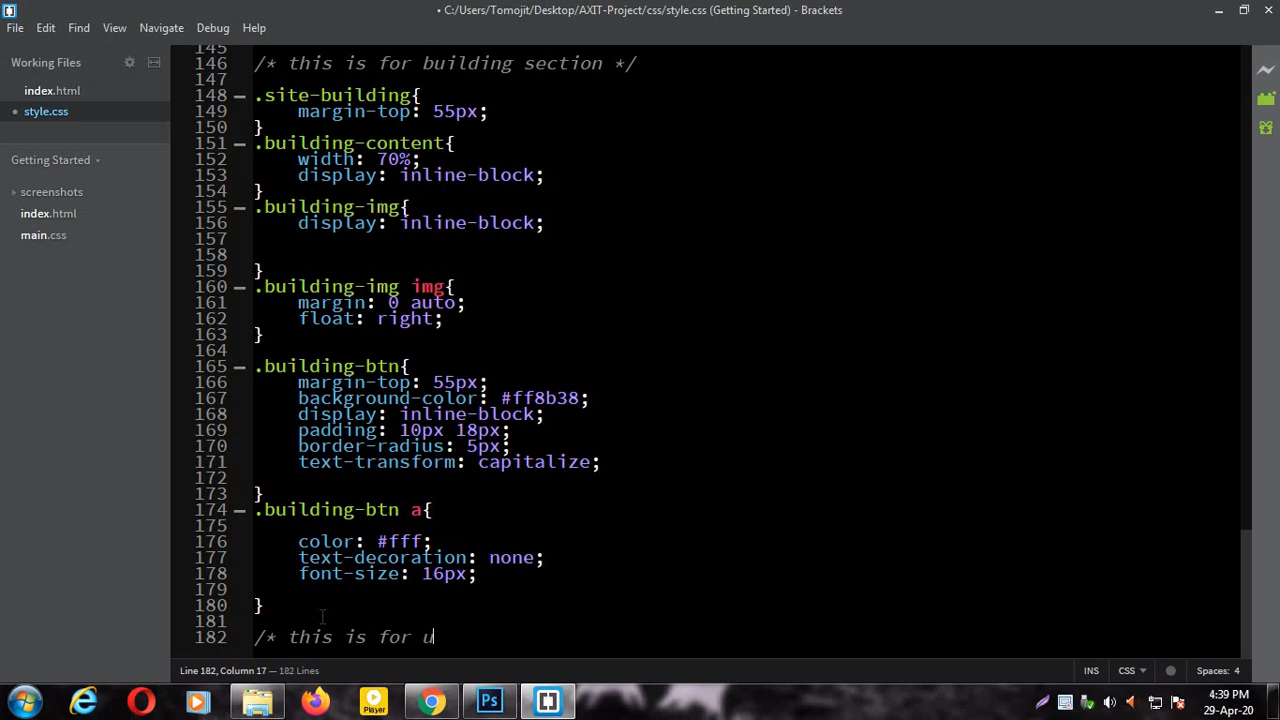 • C:/Users/Tomojit/Desktop/AXIT-Project/css/style.css (Getting Started) - Brackets
File Edit Find View Navigate Debug Help
Working Files
index.html
• style.css
Getting Started
screenshots
index.html
main.css
145
146 /* this is for building section */
147
148 .site-building{
149 margin-top: 55px;
150 }
151 .building-content{
152 width: 70%;
153 display: inline-block;
154 }
155 .building-img{
156 display: inline-block;
157
158
159 }
160 .building-img img{
161 margin: 0 auto;
162 float: right;
163 }
164
165 .building-btn{
166 margin-top: 55px;
167 background-color: #ff8b38;
168 display: inline-block;
169 padding: 10px 18px;
170 border-radius: 5px;
171 text-transform: capitalize;
172
173 }
174 .building-btn a{
175
176 color: #fff;
177 text-decoration: none;
178 font-size: 16px;
179
180 }
181
182 /* this is for u
Line 182, Column 17 — 182 Lines
INS CSS Spaces: 4
Player
Ps
4:39 PM
29-Apr-20